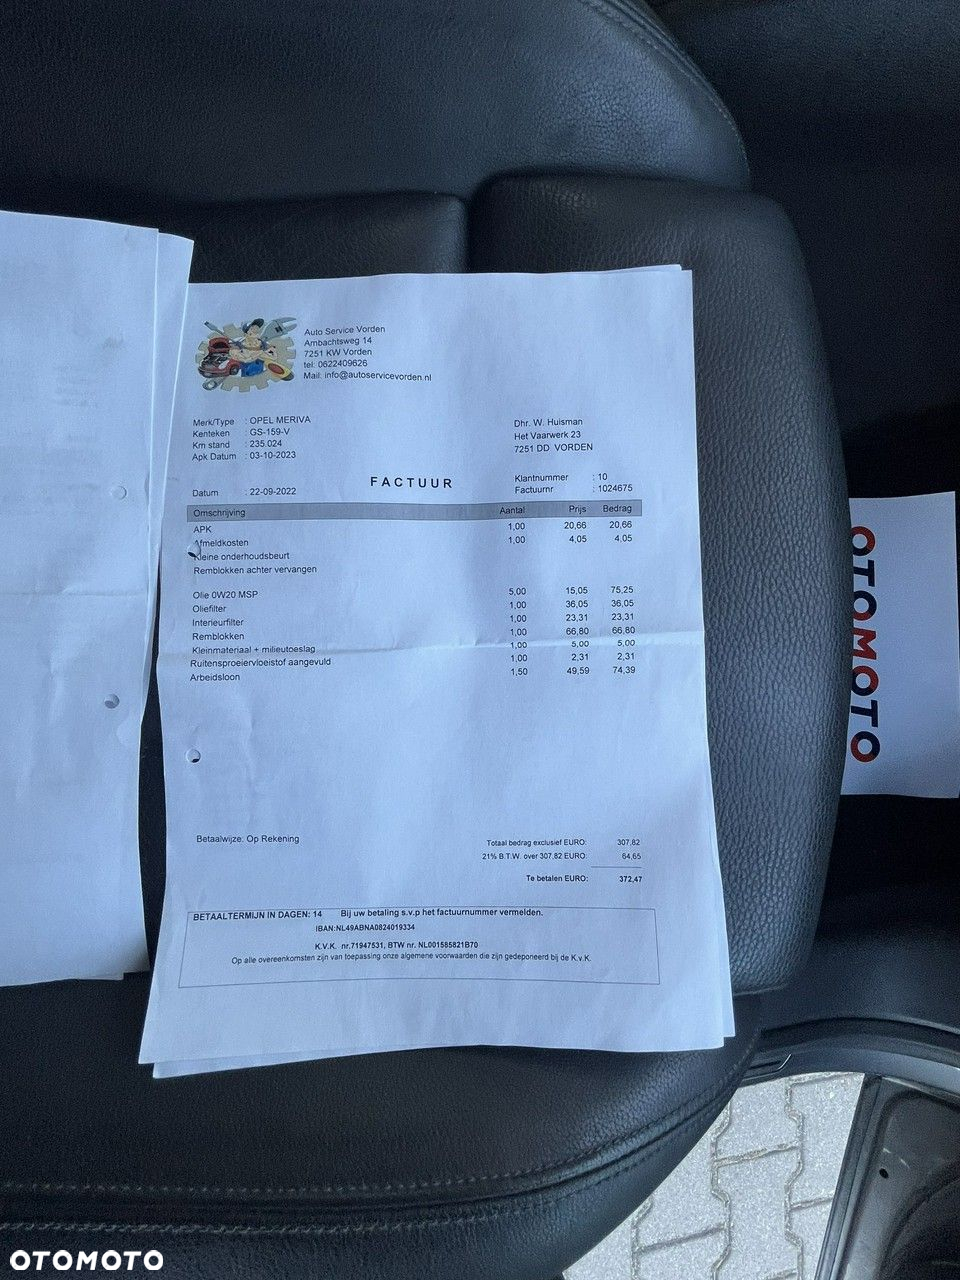 Auto Service Vorden
Ambachtsweg 14
7251 KW Vorden
tel: 0622409626
Mail: info@autoservicevorden.nl
Merk/Type : OPEL MERIVA
Kenteken : GS-159-V
Km stand : 235.024
Apk Datum : 03-10-2023
Dhr. W. Huisman
Het Vaarwerk 23
7251 DD VORDEN
FACTUUR
Klantnummer : 10
Factuurnr : 1024675
Datum : 22-09-2022
Omschrijving Aantal Prijs Bedrag
APK 1,00 20,66 20,66
Afmeldkosten 1,00 4,05 4,05
Kleine onderhoudsbeurt
Remblokken achter vervangen
Olie 0W20 MSP 5,00 15,05 75,25
Oliefilter 1,00 36,05 36,05
Interieurfilter 1,00 23,31 23,31
Remblokken 1,00 66,80 66,80
Kleinmateriaal + milieutoeslag 1,00 5,00 5,00
Ruitensproeiervloeistof aangevuld 1,00 2,31 2,31
Arbeidsloon 1,50 49,59 74,39
Betaalwijze: Op Rekening
Totaal bedrag exclusief EURO: 307,82
21% B.T.W. over 307,82 EURO: 64,65
Te betalen EURO: 372,47
BETAALTERMIJN IN DAGEN: 14 Bij uw betaling s.v.p het factuurnummer vermelden.
IBAN:NL49ABNA0824019334
K.V.K. nr.71947531, BTW nr. NL001585821B70
Op alle overeenkomsten zijn van toepassing onze algemene voorwaarden die zijn gedeponeerd bij de K.v.K.
OTOMOTO
OTOMOTO